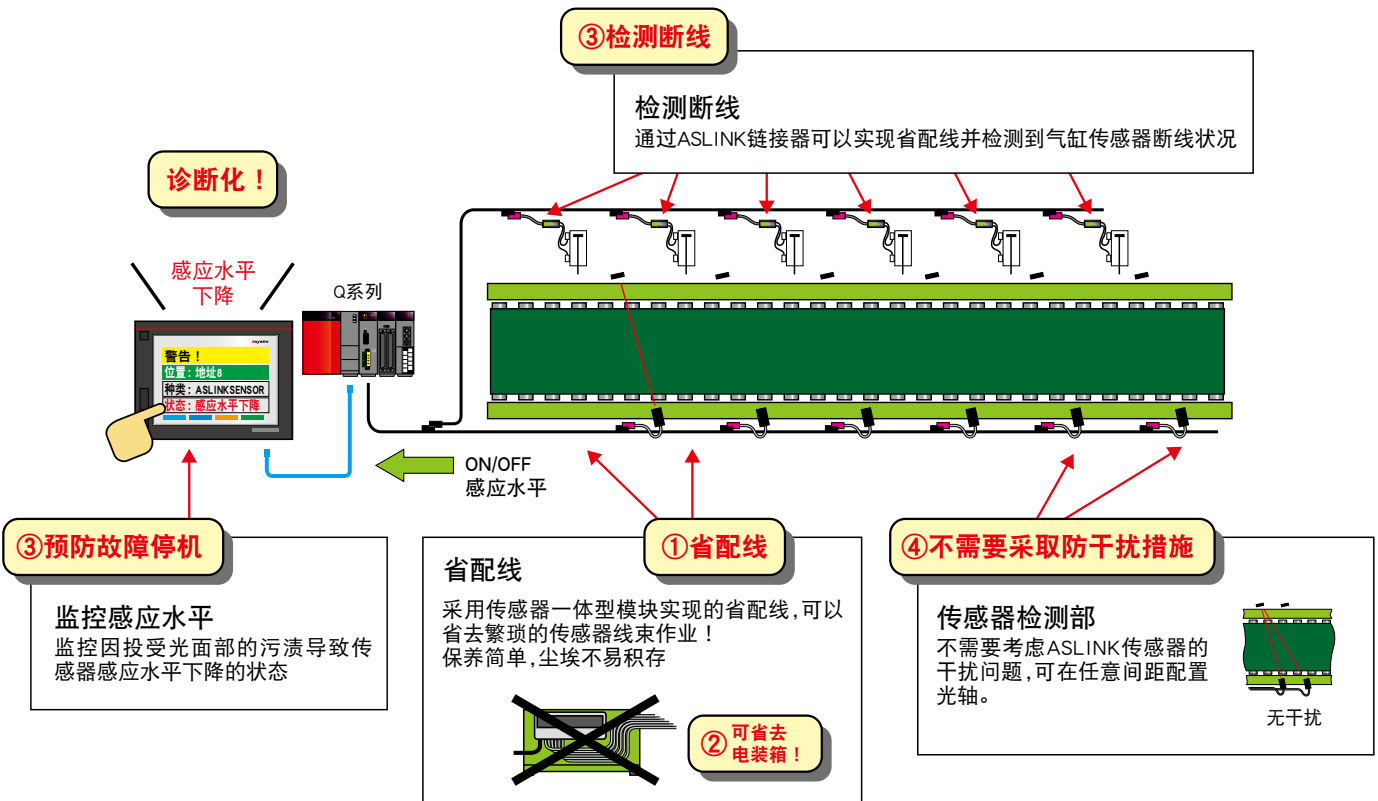 ③检测断线
检测断线
通过ASLINK链接器可以实现省配线并检测到气缸传感器断线状况
诊断化！
感应水平
下降
Q系列
Anywire
警告！
位置：地址8
种类：ASLINKSENSOR
状态：感应水平下降
ON/OFF
感应水平
③预防故障停机
监控感应水平
监控因投受光面部的污渍导致传
感器感应水平下降的状态
①省配线
省配线
采用传感器一体型模块实现的省配线,可以
省去繁琐的传感器线束作业！
保养简单,尘埃不易积存
②可省去
电装箱！
④不需要采取防干扰措施
传感器检测部
不需要考虑ASLINK传感器的
干扰问题,可在任意间距配置
光轴。
无干扰